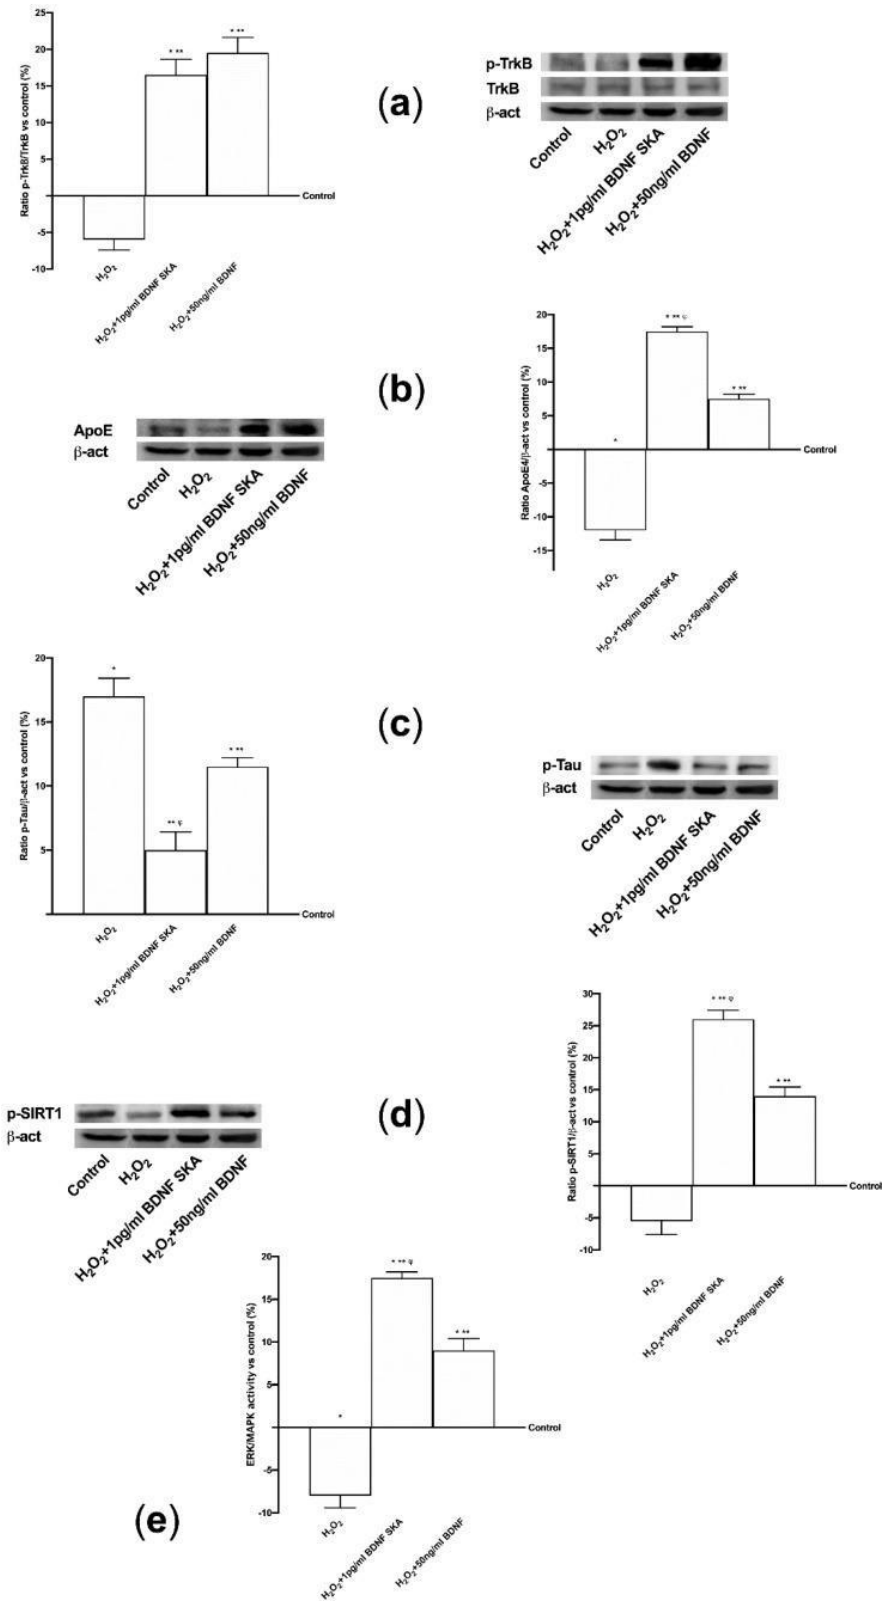 Ratio p-TrkB/TrkB vs control (%)
25
20
15
10
5
-5
-10
* **
* **
Control
H₂O₂
H₂O₂+1pg/ml BDNF SKA
H₂O₂+50ng/ml BDNF
(a)
p-TrkB
TrkB
β-act
Control
H₂O₂
H₂O₂+1pg/ml BDNF SKA
H₂O₂+50ng/ml BDNF
(b)
ApoE
β-act
Control
H₂O₂
H₂O₂+1pg/ml BDNF SKA
H₂O₂+50ng/ml BDNF
Ratio ApoE4/β-act vs control (%)
20
15
10
5
-5
-10
-15
*
* ** φ
* **
Control
H₂O₂
H₂O₂+1pg/ml BDNF SKA
H₂O₂+50ng/ml BDNF
Ratio p-Tau/β-act vs control (%)
20
15
10
5
*
** φ
* **
Control
H₂O₂
H₂O₂+1pg/ml BDNF SKA
H₂O₂+50ng/ml BDNF
(c)
p-Tau
β-act
Control
H₂O₂
H₂O₂+1pg/ml BDNF SKA
H₂O₂+50ng/ml BDNF
p-SIRT1
β-act
Control
H₂O₂
H₂O₂+1pg/ml BDNF SKA
H₂O₂+50ng/ml BDNF
(d)
Ratio p-SIRT1/β-act vs control (%)
30
25
20
15
10
5
-5
-10
* ** φ
* **
Control
H₂O₂
H₂O₂+1pg/ml BDNF SKA
H₂O₂+50ng/ml BDNF
(e)
ERK/MAPK activity vs control (%)
20
15
10
5
-5
-10
*
* ** φ
* **
Control
H₂O₂
H₂O₂+1pg/ml BDNF SKA
H₂O₂+50ng/ml BDNF